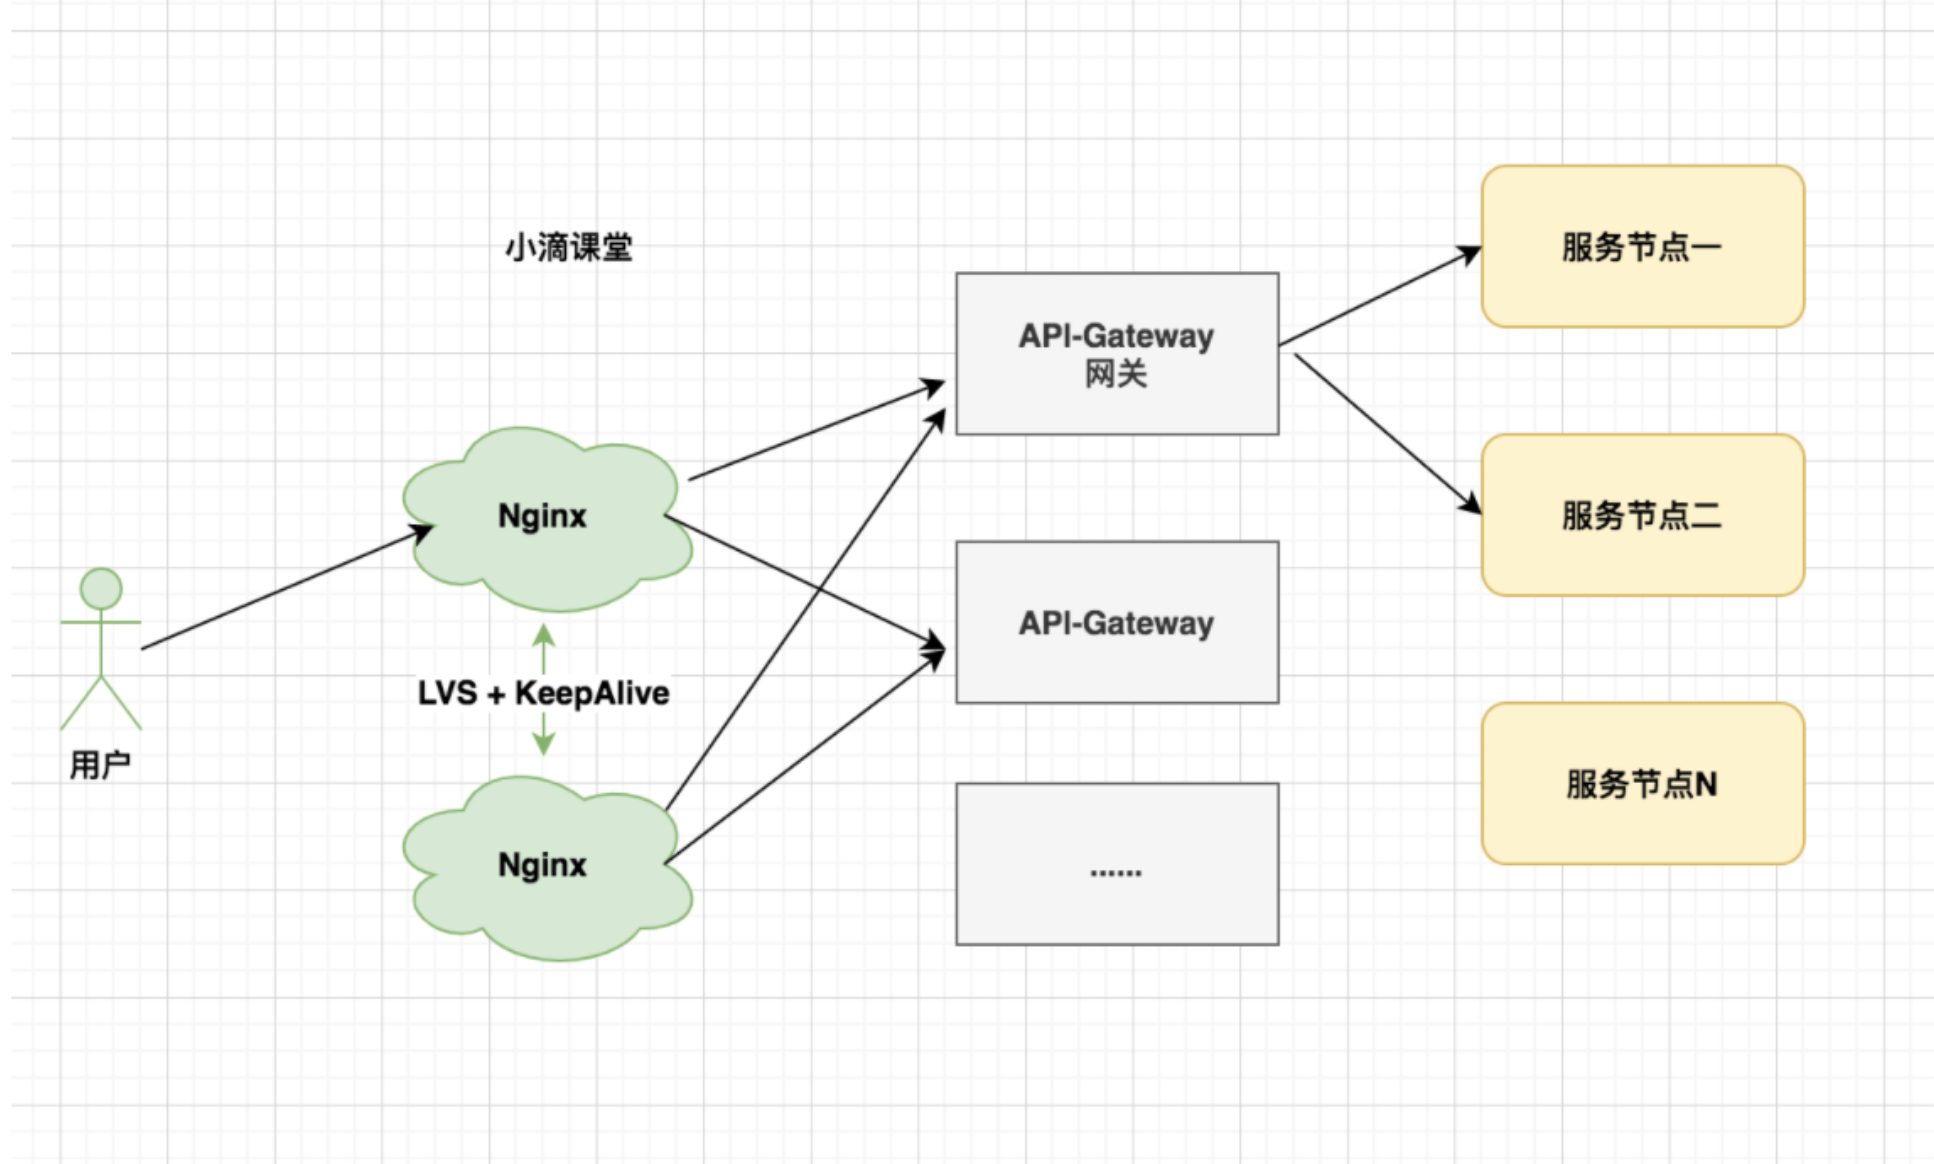 小滴课堂
用户
Nginx
LVS + KeepAlive
Nginx
API-Gateway
网关
API-Gateway
......
服务节点一
服务节点二
服务节点N